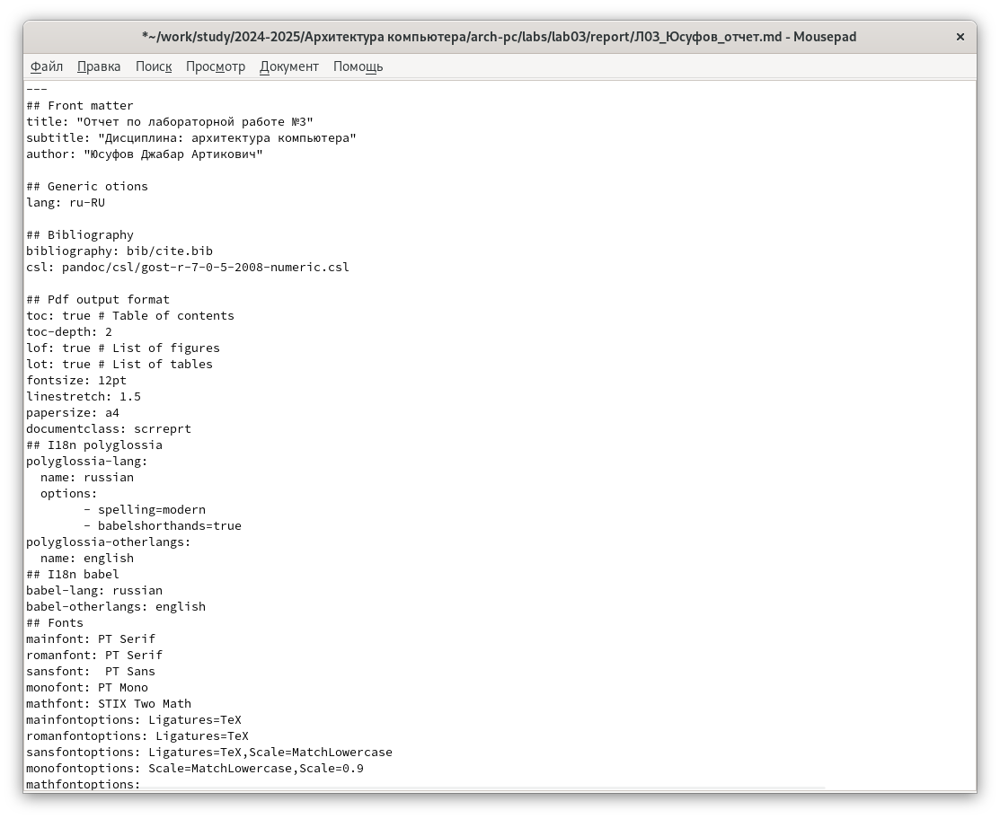 *~/work/study/2024-2025/Архитектура компьютера/arch-pc/labs/lab03/report/Л03_Юсуфов_отчет.md - Mousepad
×
Файл Правка Поиск Просмотр Документ Помощь
---
## Front matter
title: "Отчет по лабораторной работе №3"
subtitle: "Дисциплина: архитектура компьютера"
author: "Юсуфов Джабар Артикович"

## Generic otions
lang: ru-RU

## Bibliography
bibliography: bib/cite.bib
csl: pandoc/csl/gost-r-7-0-5-2008-numeric.csl

## Pdf output format
toc: true # Table of contents
toc-depth: 2
lof: true # List of figures
lot: true # List of tables
fontsize: 12pt
linestretch: 1.5
papersize: a4
documentclass: scrreprt
## I18n polyglossia
polyglossia-lang:
  name: russian
  options:
        - spelling=modern
        - babelshorthands=true
polyglossia-otherlangs:
  name: english
## I18n babel
babel-lang: russian
babel-otherlangs: english
## Fonts
mainfont: PT Serif
romanfont: PT Serif
sansfont:  PT Sans
monofont: PT Mono
mathfont: STIX Two Math
mainfontoptions: Ligatures=TeX
romanfontoptions: Ligatures=TeX
sansfontoptions: Ligatures=TeX,Scale=MatchLowercase
monofontoptions: Scale=MatchLowercase,Scale=0.9
mathfontoptions: